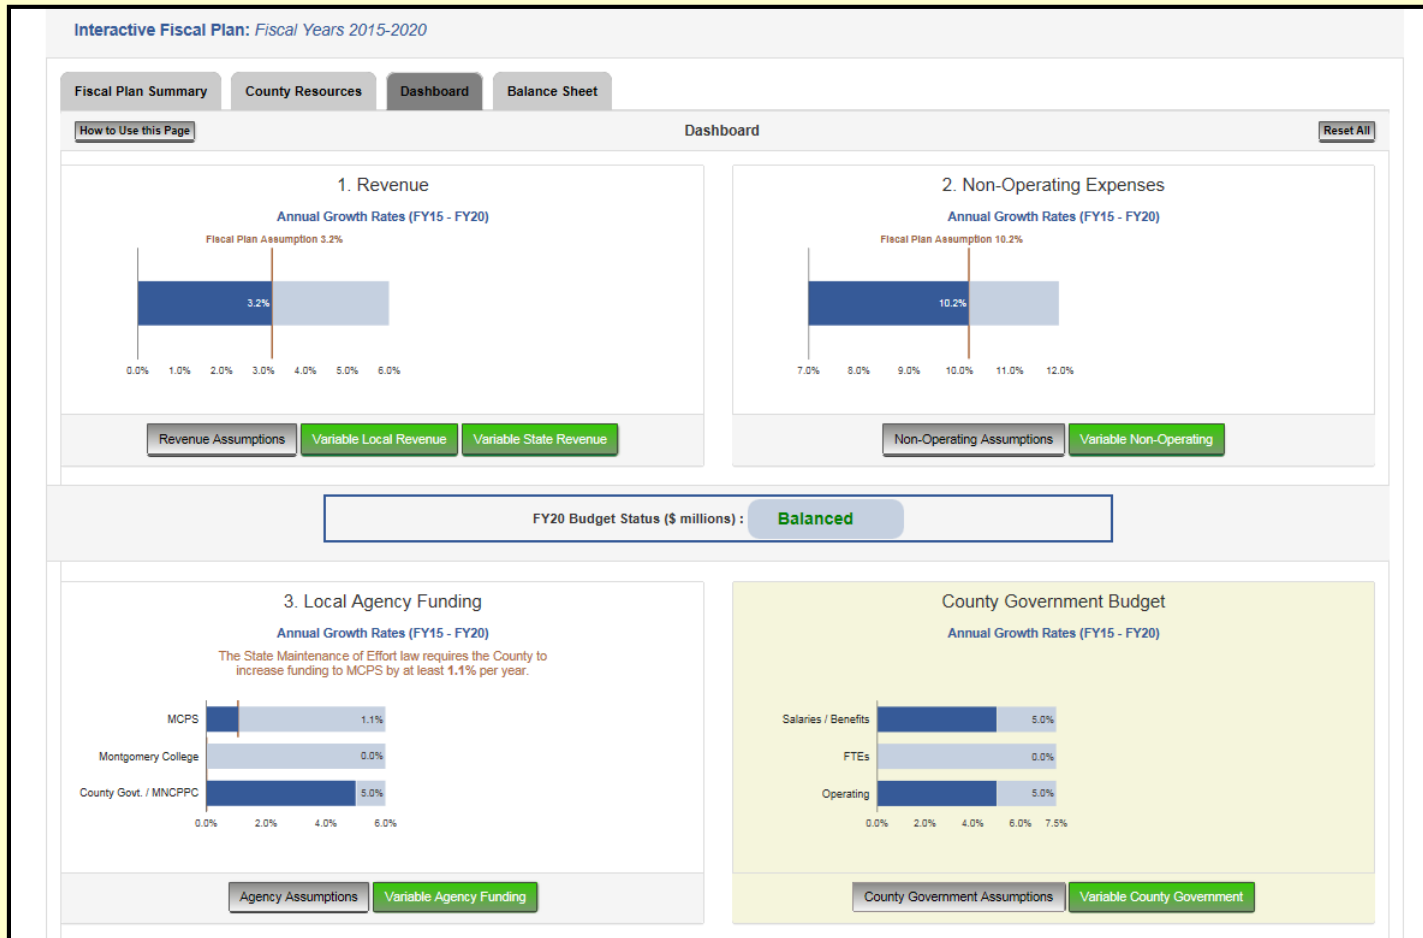 Interactive Fiscal Plan: Fiscal Years 2015-2020
Fiscal Plan Summary County Resources Dashboard Balance Sheet
How to Use this Page Dashboard Reset All
1. Revenue
Annual Growth Rates (FY15 - FY20)
Fiscal Plan Assumption 3.2%
3.2%
0.0% 1.0% 2.0% 3.0% 4.0% 5.0% 6.0%
Revenue Assumptions Variable Local Revenue Variable State Revenue
2. Non-Operating Expenses
Annual Growth Rates (FY15 - FY20)
Fiscal Plan Assumption 10.2%
10.2%
7.0% 8.0% 9.0% 10.0% 11.0% 12.0%
Non-Operating Assumptions Variable Non-Operating
FY20 Budget Status ($ millions) : Balanced
3. Local Agency Funding
Annual Growth Rates (FY15 - FY20)
The State Maintenance of Effort law requires the County to
increase funding to MCPS by at least 1.1% per year.
MCPS 1.1%
Montgomery College 0.0%
County Govt. / MNCPPC 5.0%
0.0% 2.0% 4.0% 6.0%
Agency Assumptions Variable Agency Funding
County Government Budget
Annual Growth Rates (FY15 - FY20)
Salaries / Benefits 5.0%
FTEs 0.0%
Operating 5.0%
0.0% 2.0% 4.0% 6.0% 7.5%
County Government Assumptions Variable County Government